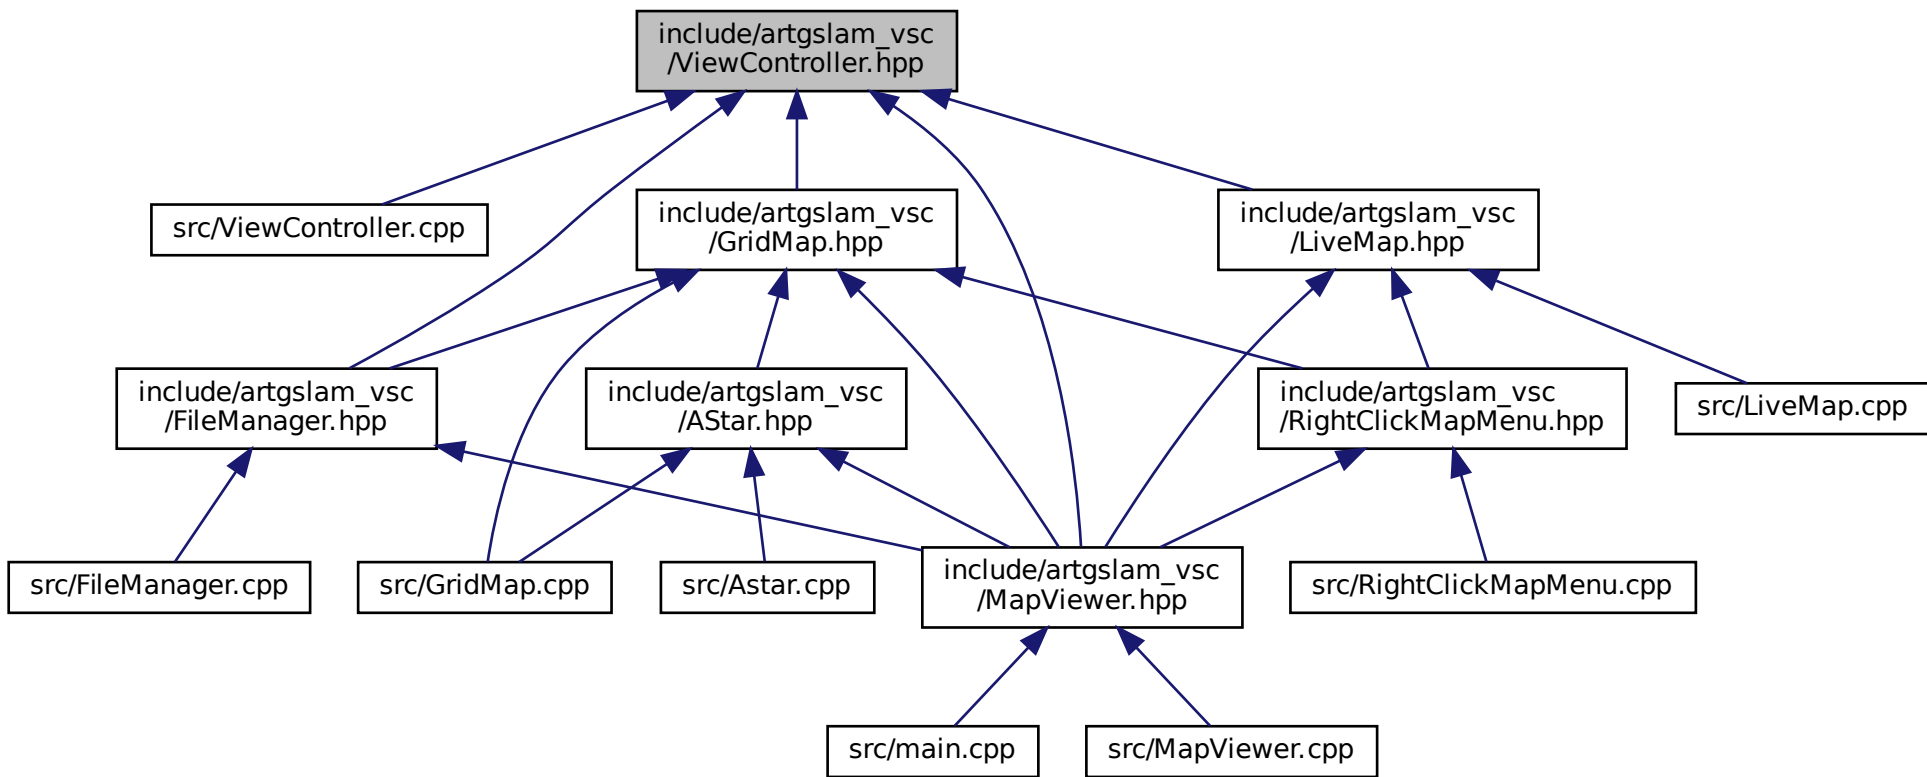 include/artgslam_vsc
/ViewController.hpp
src/ViewController.cpp
include/artgslam_vsc
/GridMap.hpp
include/artgslam_vsc
/LiveMap.hpp
include/artgslam_vsc
/FileManager.hpp
include/artgslam_vsc
/AStar.hpp
include/artgslam_vsc
/RightClickMapMenu.hpp
src/LiveMap.cpp
src/FileManager.cpp
src/GridMap.cpp
src/Astar.cpp
include/artgslam_vsc
/MapViewer.hpp
src/RightClickMapMenu.cpp
src/main.cpp
src/MapViewer.cpp